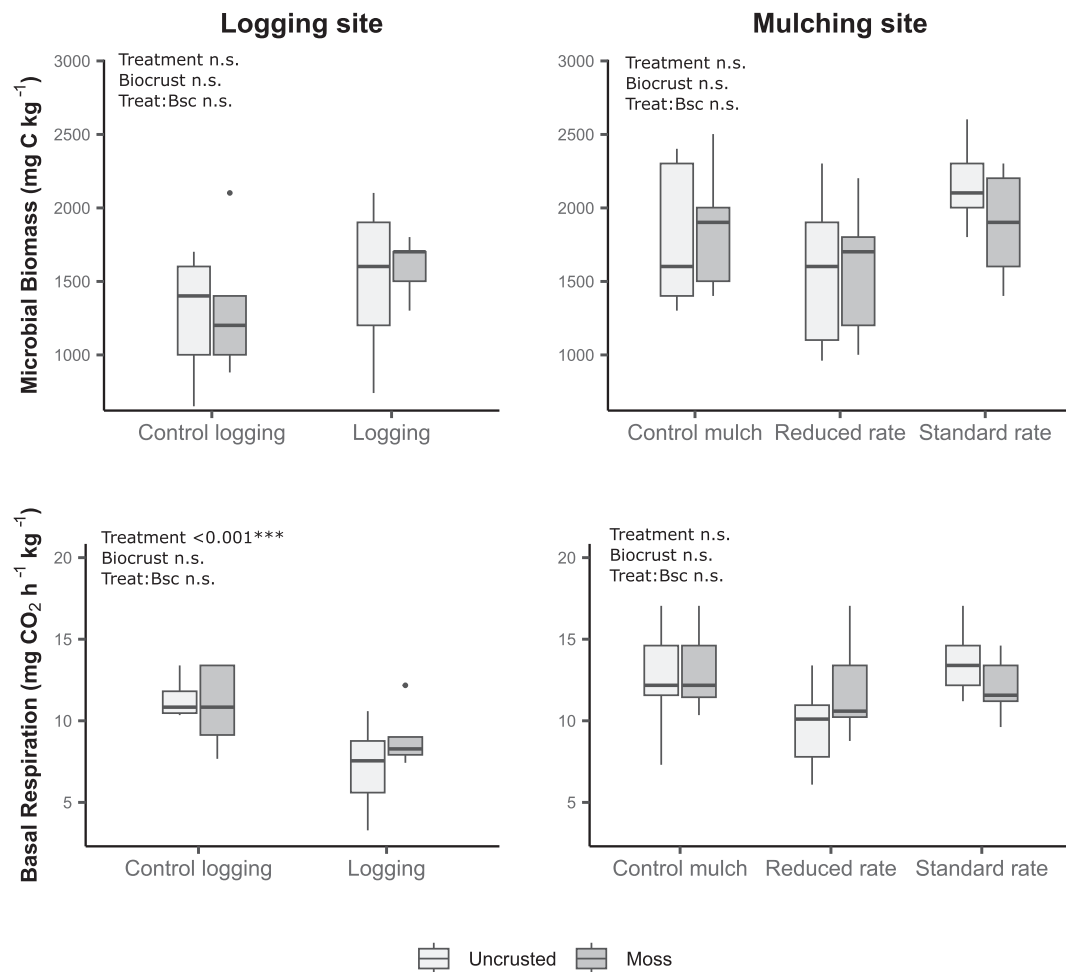 Logging site
Mulching site
Microbial Biomass (mg C kg⁻¹)
3000
2500
2000
1500
1000
Treatment n.s.
Biocrust n.s.
Treat:Bsc n.s.
Control logging
Logging
3000
2500
2000
1500
1000
Treatment n.s.
Biocrust n.s.
Treat:Bsc n.s.
Control mulch
Reduced rate
Standard rate
Basal Respiration (mg CO₂ h⁻¹ kg⁻¹)
20
15
10
5
Treatment <0.001***
Biocrust n.s.
Treat:Bsc n.s.
Control logging
Logging
20
15
10
5
Treatment n.s.
Biocrust n.s.
Treat:Bsc n.s.
Control mulch
Reduced rate
Standard rate
Uncrusted
Moss